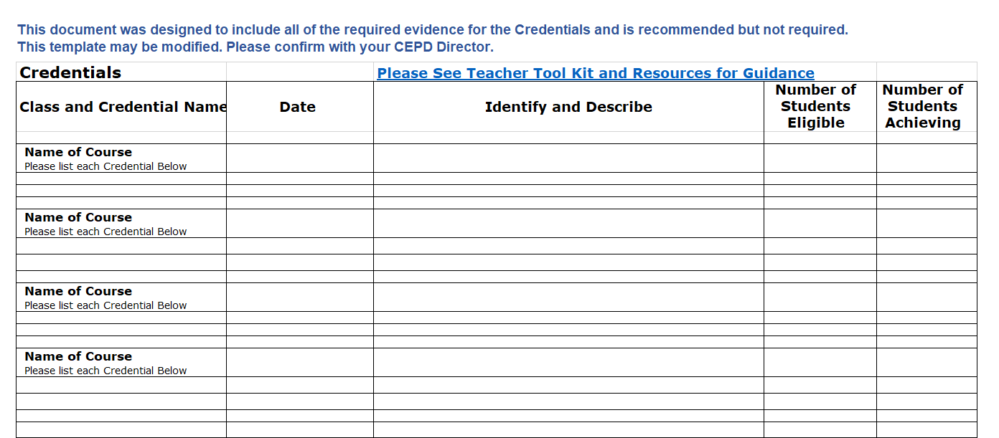 This document was designed to include all of the required evidence for the Credentials and is recommended but not required.
This template may be modified. Please confirm with your CEPD Director.
Credentials
Please See Teacher Tool Kit and Resources for Guidance
Class and Credential Name
Date
Identify and Describe
Number of
Students
Eligible
Number of
Students
Achieving
Name of Course
Please list each Credential Below
Name of Course
Please list each Credential Below
Name of Course
Please list each Credential Below
Name of Course
Please list each Credential Below